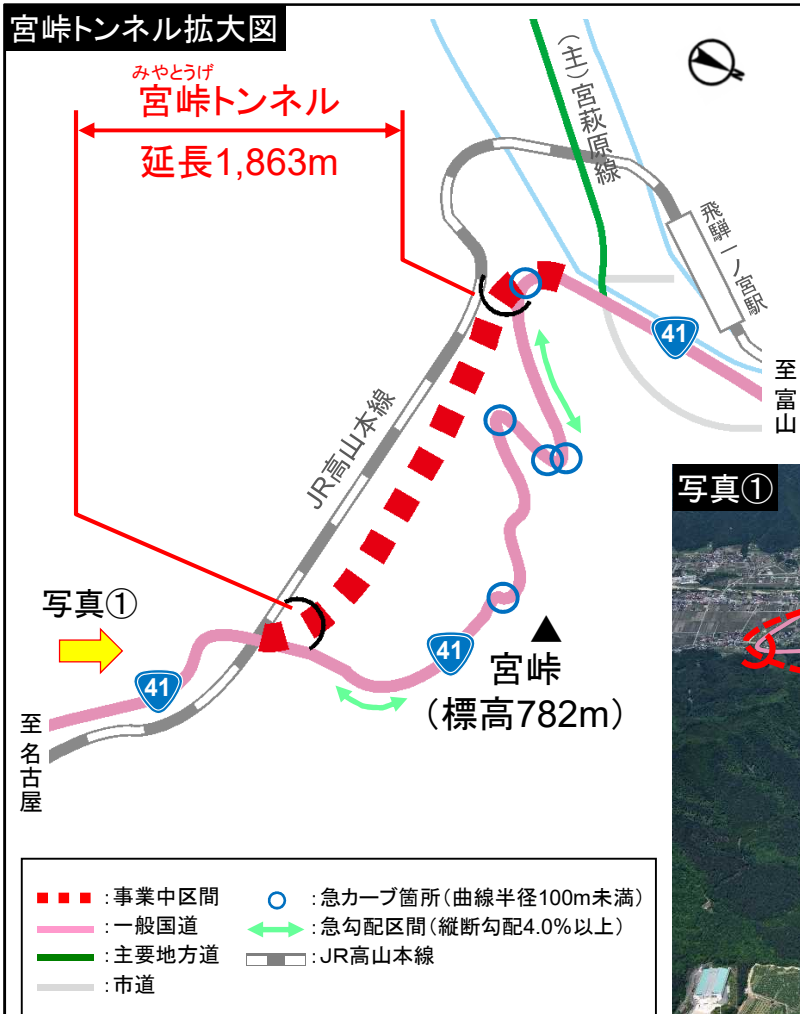 宮峠トンネル拡大図
みやとうげ
宮峠トンネル
延長1,863m
(主)宮萩原線
飛騨一ノ宮駅
41
至富山
JR高山本線
写真①
写真①
41
41
宮峠
(標高782m)
至名古屋
:事業中区間
:急カーブ箇所(曲線半径100m未満)
:一般国道
:急勾配区間(縦断勾配4.0%以上)
:主要地方道
:JR高山本線
:市道